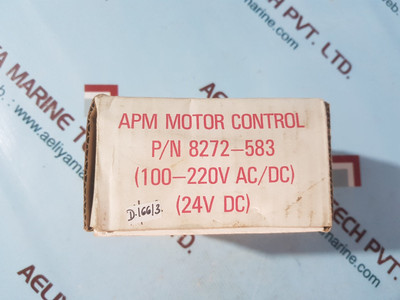 APM MOTOR CONTROL
P/N 8272-583
(100-220V AC/DC)
(24V DC)
D.16613.